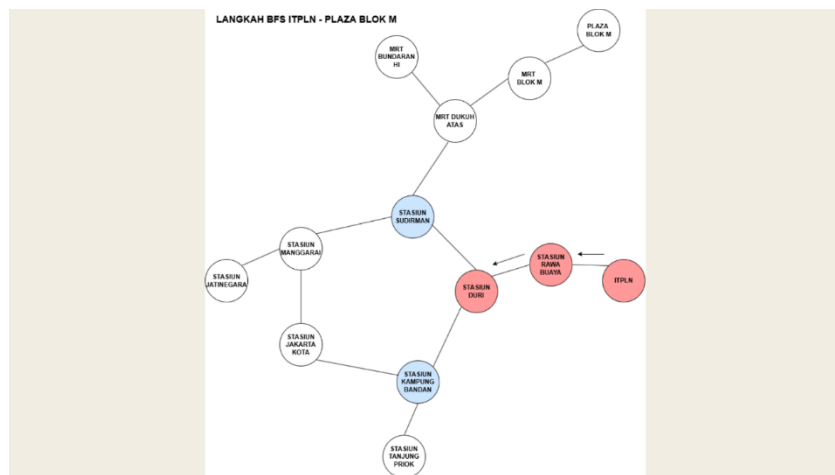 LANGKAH BFS ITPLN - PLAZA BLOK M
PLAZA
BLOK M
MRT
BUNDARAN
HI
MRT
BLOK M
MRT DUKUH
ATAS
STASIUN
SUDIRMAN
STASIUN
MANGGARAI
STASIUN
RAWA
BUAYA
STASIUN
JATINEGARA
STASIUN
DURI
ITPLN
STASIUN
JAKARTA
KOTA
STASIUN
KAMPUNG
BANDAN
STASIUN
TANJUNG
PRIOK